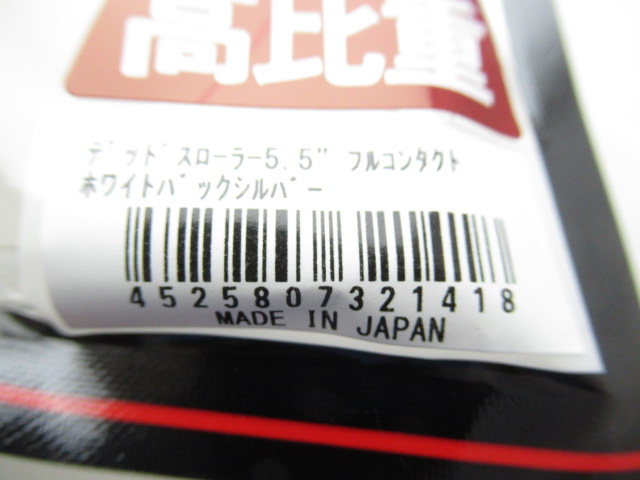 高比重
デッドスローラー5.5" フルコンタクト
ホワイトバックシルバー
4525807321418
MADE IN JAPAN